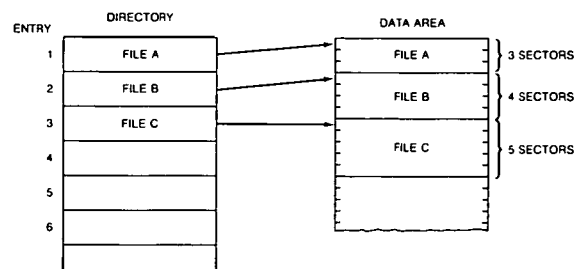 DIRECTORY
DATA AREA
ENTRY
1 FILE A
FILE A 3 SECTORS
2 FILE B
FILE B 4 SECTORS
3 FILE C
FILE C 5 SECTORS
4
5
6